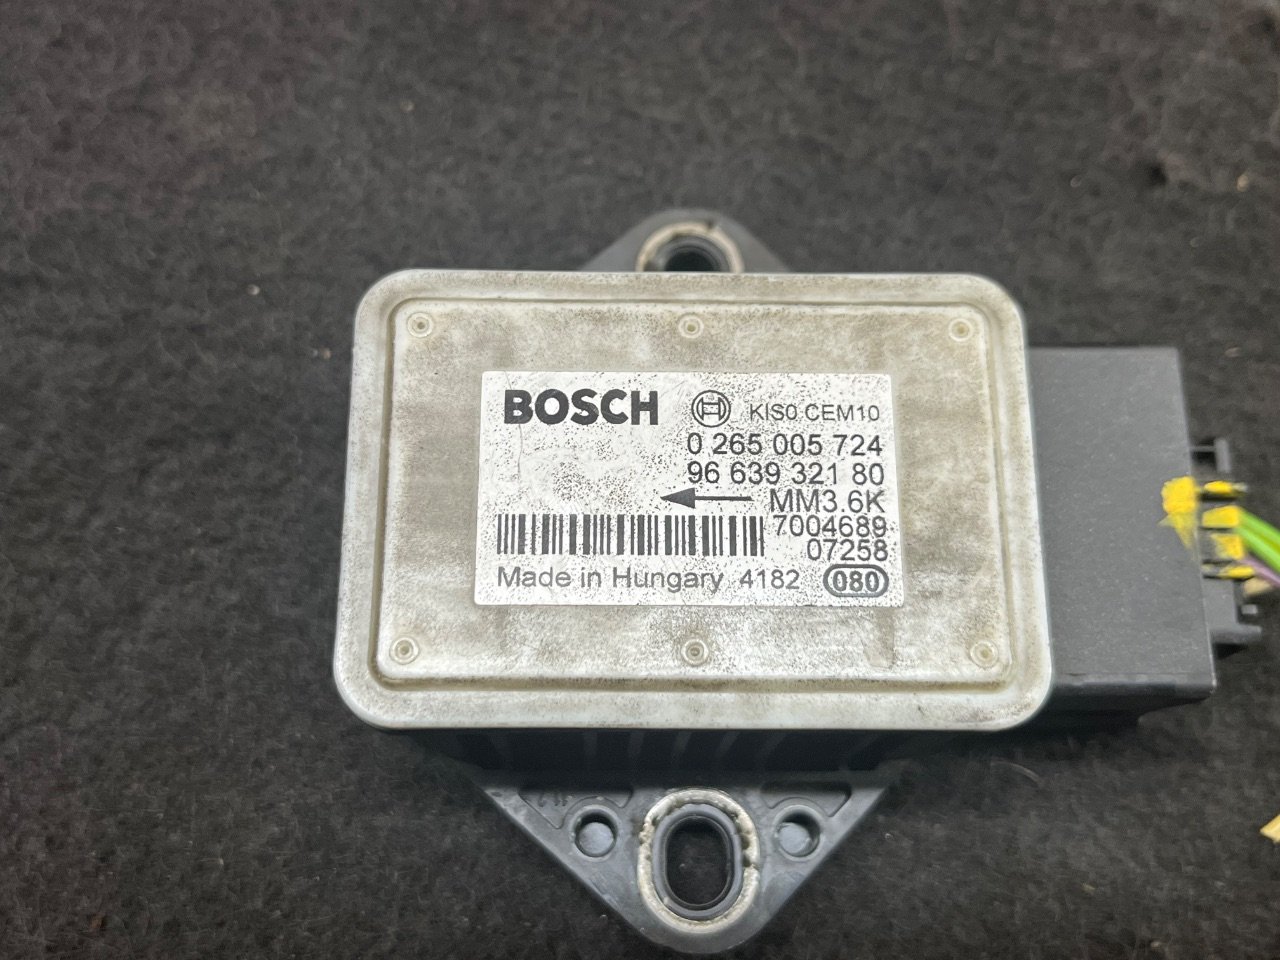 BOSCH KIS0 CEM10
0 265 005 724
96 639 321 80
MM3.6K
7004689
07258
Made in Hungary 4182 080